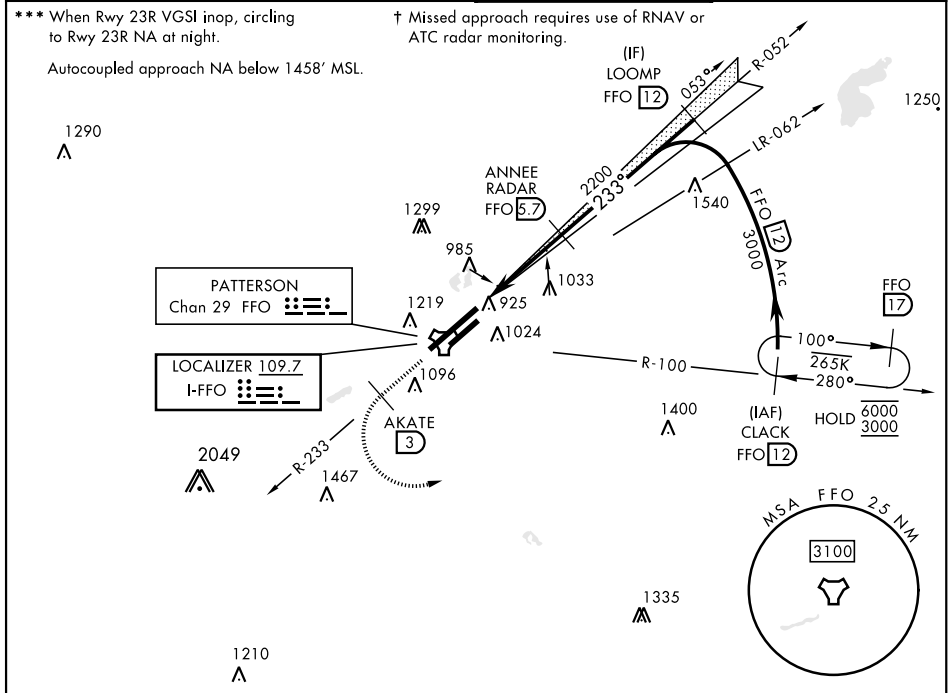 *** When Rwy 23R VGSI inop, circling
to Rwy 23R NA at night.
Autocoupled approach NA below 1458' MSL.
† Missed approach requires use of RNAV or
ATC radar monitoring.
(IF)
LOOMP
FFO 12
053°
R-052
1250
1290
LR-062
ANNEE
RADAR
FFO 5.7
2200
233°
1540
FFO 12 Arc
3000
1299
985
1033
PATTERSON
Chan 29 FFO
1219
925
1024
FFO
17
LOCALIZER 109.7
I-FFO
R-100
100°
265K
280°
1096
AKATE
3
1400
(IAF)
CLACK
FFO 12
HOLD 6000
3000
2049
R-233
1467
MSA FFO 25 NM
3100
1335
1210